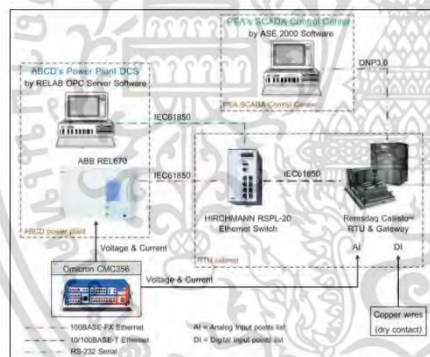 PEA's SCADA Control Center
by ASE 2000 Software
ABCD's Power Plant DCS
by RELAB OPC Server Software
DNP3.0
PEA SCADA Control Center
IEC61850
ABB REL670
IEC61850
IEC61850
HIRCHMANN RSPL-20
Ethernet Switch
Remsdaq Callisto
RTU & Gateway
ABCD power plant
RTU cabinet
AI
DI
Voltage & Current
Omicron CMC356
Voltage & Current
Copper wires
(dry contact)
100BASE-FX Ethernet
AI = Analog Input points list
10/100BASE-T Ethernet
DI = Digital Input points list
RS-232 Serial